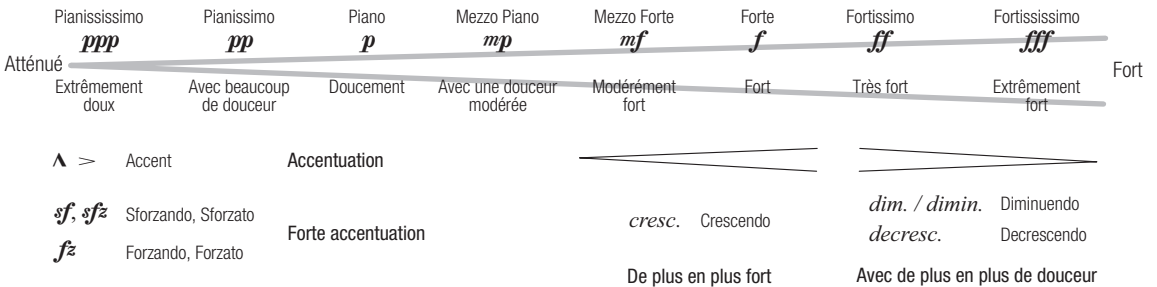 Pianissisimo Pianissimo Piano Mezzo Piano Mezzo Forte Forte Fortissimo Fortississimo
ppp pp p mp mf f ff fff
Atténué Fort
Extrêmement doux Avec beaucoup de douceur Doucement Avec une douceur modérée Modérément fort Fort Très fort Extrêmement fort
Λ > Accent Accentuation
sf, sfz Sforzando, Sforzato
fz Forzando, Forzato
Forte accentuation
cresc. Crescendo
De plus en plus fort
dim. / dimin. Diminuendo
decresc. Decrescendo
Avec de plus en plus de douceur